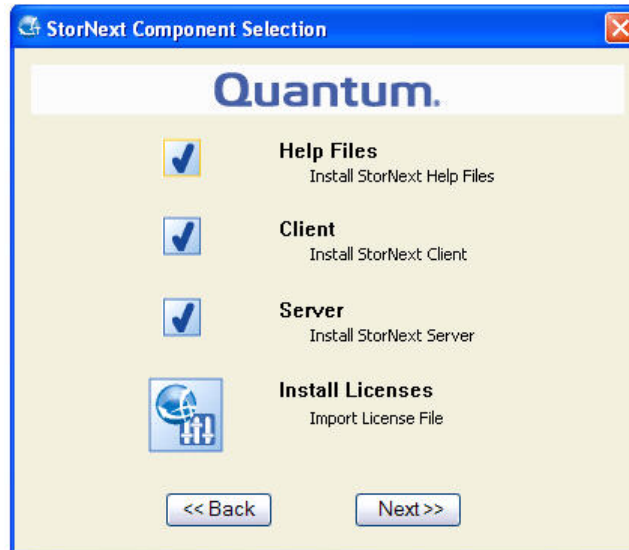 StorNext Component Selection
Quantum.
Help Files
Install StorNext Help Files
Client
Install StorNext Client
Server
Install StorNext Server
Install Licenses
Import License File
<< Back
Next >>